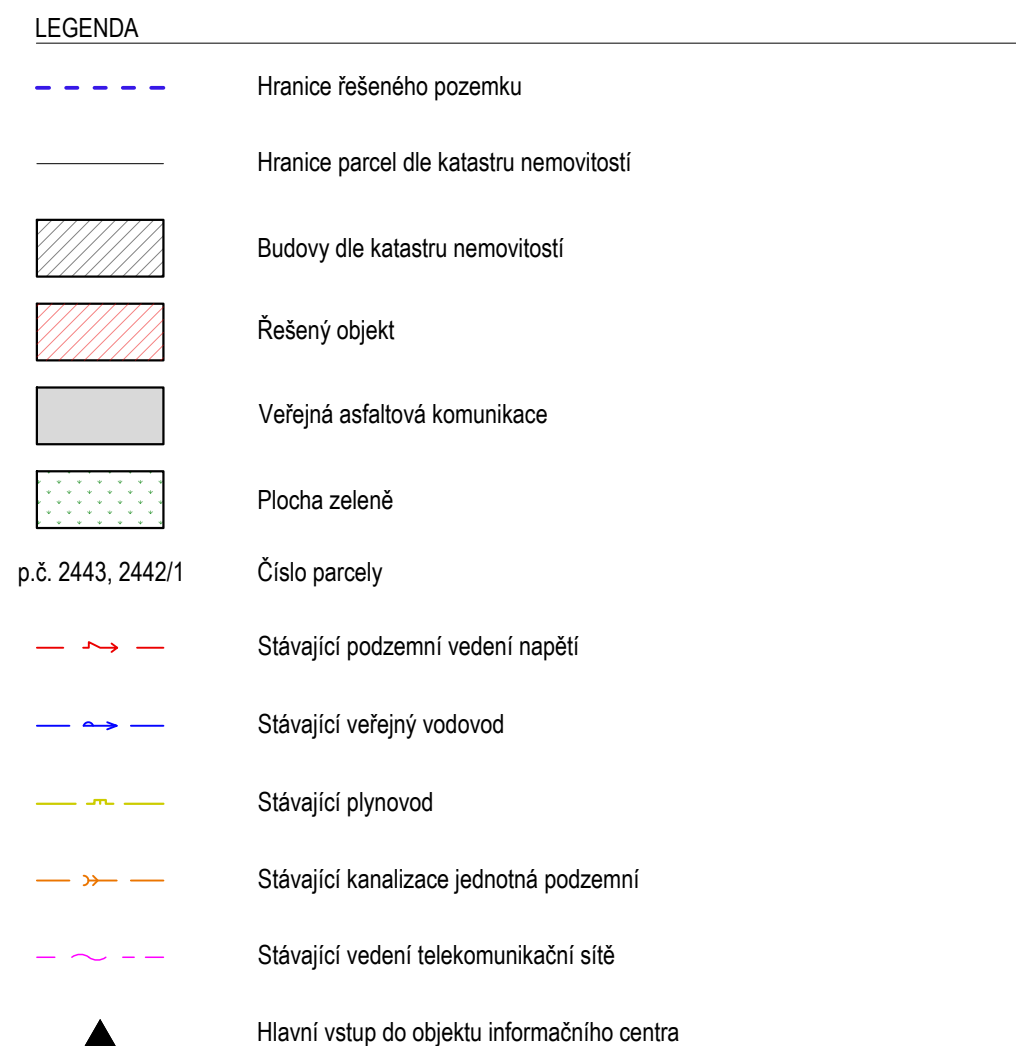 LEGENDA
Hranice řešeného pozemku
Hranice parcel dle katastru nemovitostí
Budovy dle katastru nemovitostí
Řešený objekt
Veřejná asfaltová komunikace
Plocha zeleně
p.č. 2443, 2442/1 Číslo parcely
Stávající podzemní vedení napětí
Stávající veřejný vodovod
Stávající plynovod
Stávající kanalizace jednotná podzemní
Stávající vedení telekomunikační sítě
Hlavní vstup do objektu informačního centra